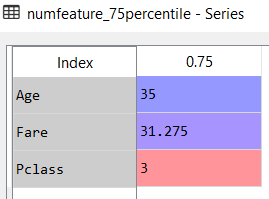 numfeature_75percentile - Series
Index 0.75
Age 35
Fare 31.275
Pclass 3